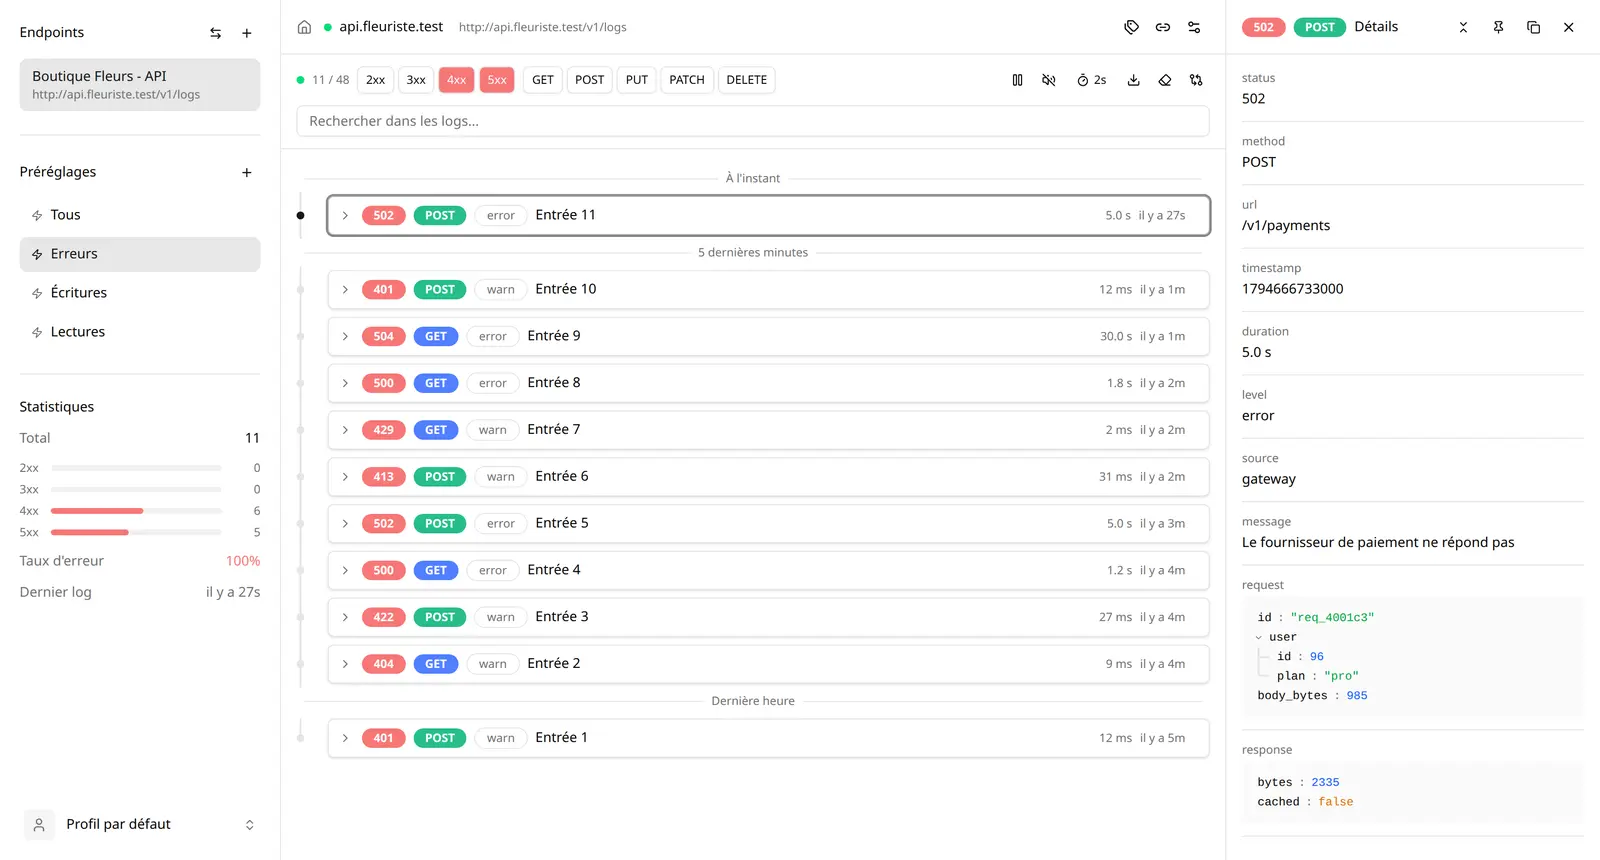 Endpoints
Boutique Fleurs - API
http://api.fleuriste.test/v1/logs
Préréglages
Tous
Erreurs
Écritures
Lectures
Statistiques
Total 11
2xx 0
3xx 0
4xx 6
5xx 5
Taux d'erreur 100%
Dernier log il y a 27s
Profil par défaut
api.fleuriste.test http://api.fleuriste.test/v1/logs
11 / 48 2xx 3xx 4xx 5xx GET POST PUT PATCH DELETE 2s
Rechercher dans les logs...
À l'instant
502 POST error Entrée 11 5.0 s il y a 27s
5 dernières minutes
401 POST warn Entrée 10 12 ms il y a 1m
504 GET error Entrée 9 30.0 s il y a 1m
500 GET error Entrée 8 1.8 s il y a 2m
429 GET warn Entrée 7 2 ms il y a 2m
413 POST warn Entrée 6 31 ms il y a 2m
502 POST error Entrée 5 5.0 s il y a 3m
500 GET error Entrée 4 1.2 s il y a 4m
422 POST warn Entrée 3 27 ms il y a 4m
404 GET warn Entrée 2 9 ms il y a 4m
Dernière heure
401 POST warn Entrée 1 12 ms il y a 5m
502 POST Détails
status
502
method
POST
url
/v1/payments
timestamp
1794666733000
duration
5.0 s
level
error
source
gateway
message
Le fournisseur de paiement ne répond pas
request
id : "req_4001c3"
user
id : 96
plan : "pro"
body_bytes : 985
response
bytes : 2335
cached : false